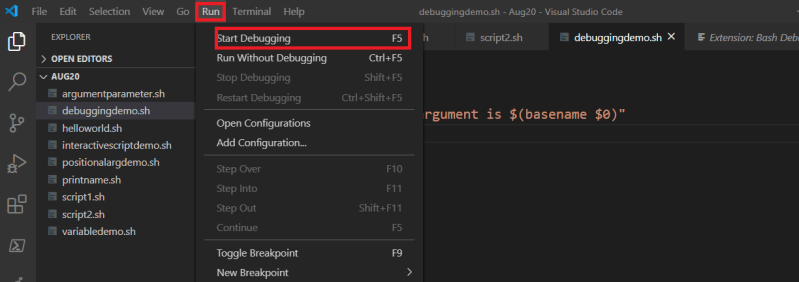 File Edit Selection View Go Run Terminal Help debuggingdemo.sh - Aug20 - Visual Studio Code
EXPLORER
OPEN EDITORS
AUG20
argumentparameter.sh
debuggingdemo.sh
helloworld.sh
interactivescriptdemo.sh
positionalargdemo.sh
printname.sh
script1.sh
script2.sh
variabledemo.sh
Start Debugging F5
Run Without Debugging Ctrl+F5
Stop Debugging Shift+F5
Restart Debugging Ctrl+Shift+F5
Open Configurations
Add Configuration...
Step Over F10
Step Into F11
Step Out Shift+F11
Continue F5
Toggle Breakpoint F9
New Breakpoint
script2.sh debuggingdemo.sh Extension: Bash Deb
argument is $(basename $0)"